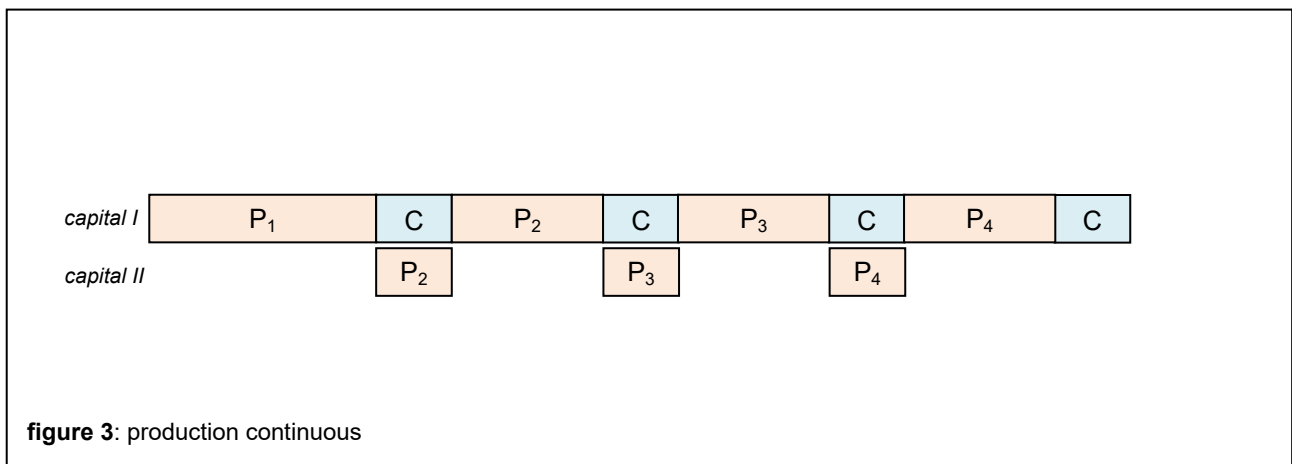 capital I P₁ C P₂ C P₃ C P₄ C
capital II P₂ P₃ P₄
figure 3: production continuous